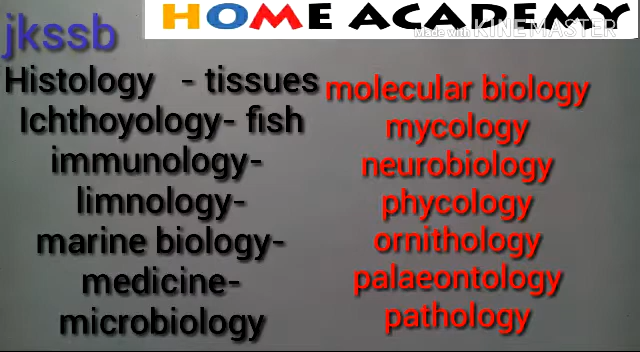 HOME ACADEMY
Made with KINEMASTER
jkssb
Histology - tissues
Ichthoyology- fish
immunology-
limnology-
marine biology-
medicine-
microbiology
molecular biology
mycology
neurobiology
phycology
ornithology
palaeontology
pathology